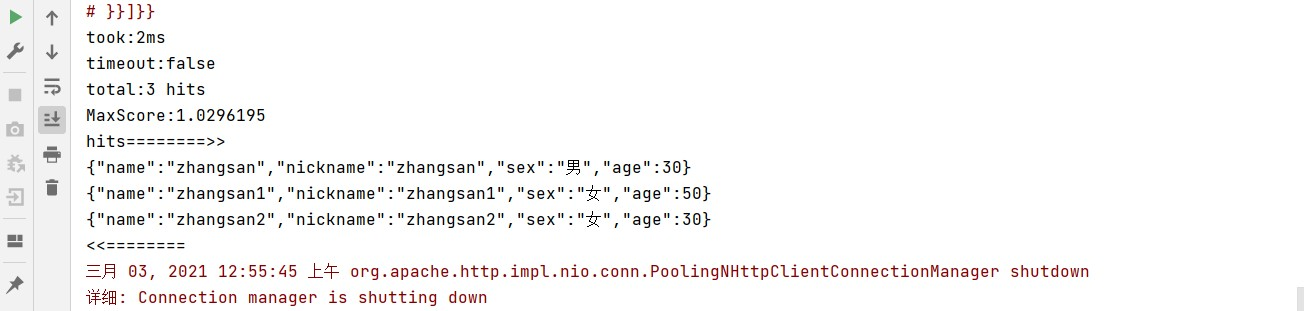 # }}]}}
took:2ms
timeout:false
total:3 hits
MaxScore:1.0296195
hits========>>
{"name":"zhangsan","nickname":"zhangsan","sex":"男","age":30}
{"name":"zhangsan1","nickname":"zhangsan1","sex":"女","age":50}
{"name":"zhangsan2","nickname":"zhangsan2","sex":"女","age":30}
<<========
三月 03, 2021 12:55:45 上午 org.apache.http.impl.nio.conn.PoolingNHttpClientConnectionManager shutdown
详细: Connection manager is shutting down